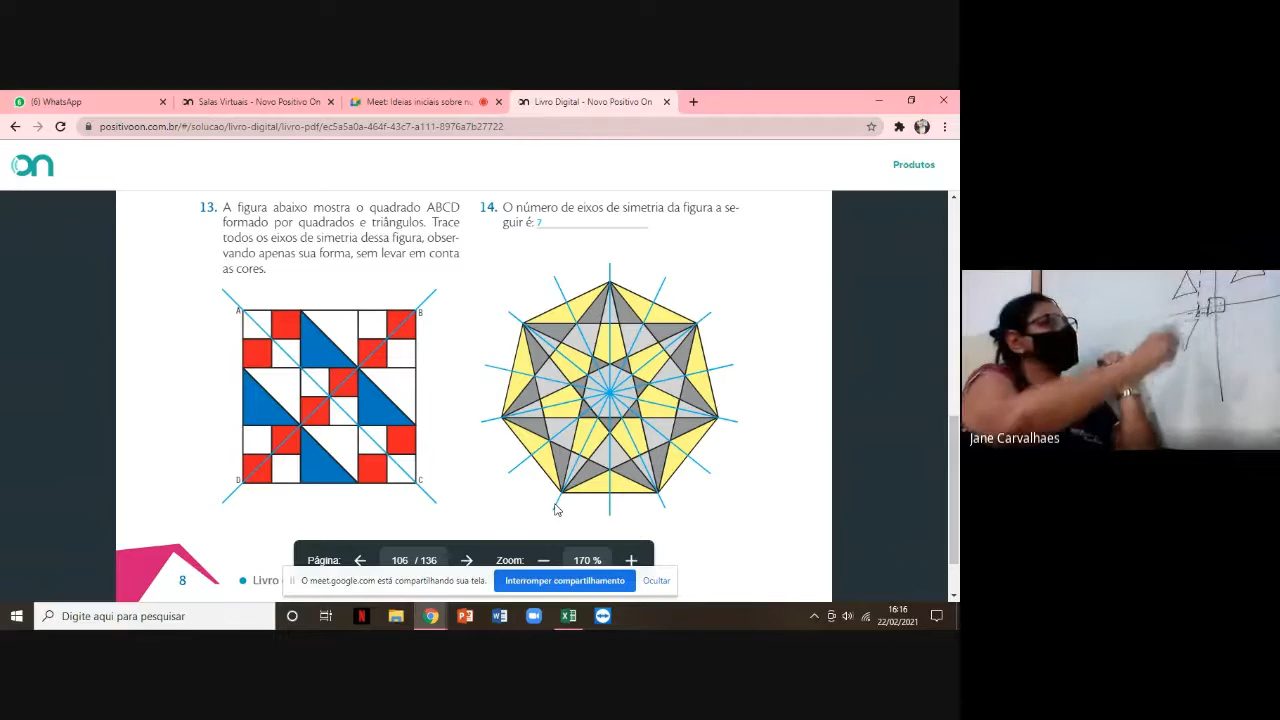 (6) WhatsApp
Salas Virtuais - Novo Positivo On
Meet: Ideias iniciais sobre nu
Livro Digital - Novo Positivo On
positivoon.com.br/#/solucao/livro-digital/livro-pdf/ec5a5a0a-464f-43c7-a111-8976a7b27722
on
Produtos
13. A figura abaixo mostra o quadrado ABCD
formado por quadrados e triângulos. Trace
todos os eixos de simetria dessa figura, obser-
vando apenas sua forma, sem levar em conta
as cores.
A
B
D
C
14. O número de eixos de simetria da figura a se-
guir é: 7
Jane Carvalhaes
Página: 106 / 136 Zoom: 170 %
8 Livro
O meet.google.com está compartilhando sua tela. Interromper compartilhamento Ocultar
Digite aqui para pesquisar
16:16
22/02/2021